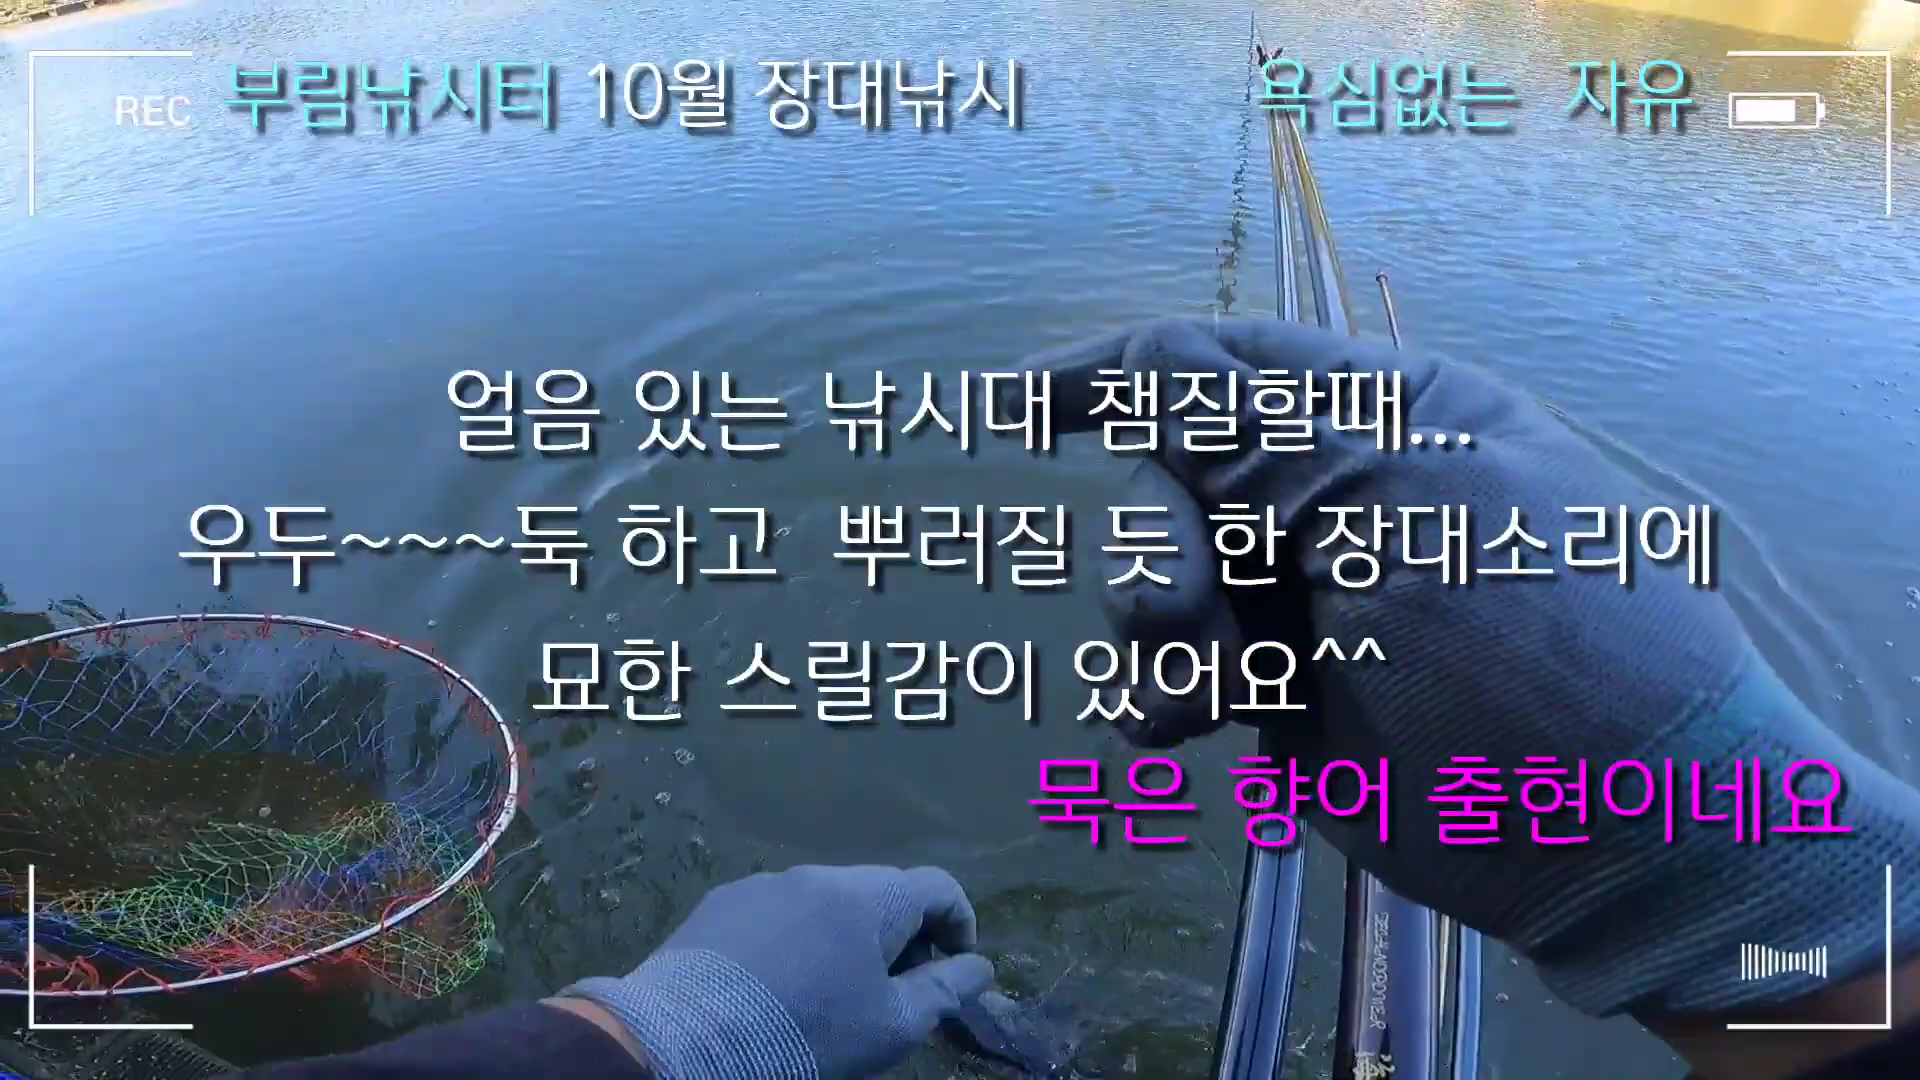 REC
부림낚시터 10월 장대낚시
욕심없는 자유
얼음 있는 낚시대 챔질할때...
우두~~~둑 하고 뿌러질 듯 한 장대소리에
묘한 스릴감이 있어요^^
묵은 향어 출현이네요